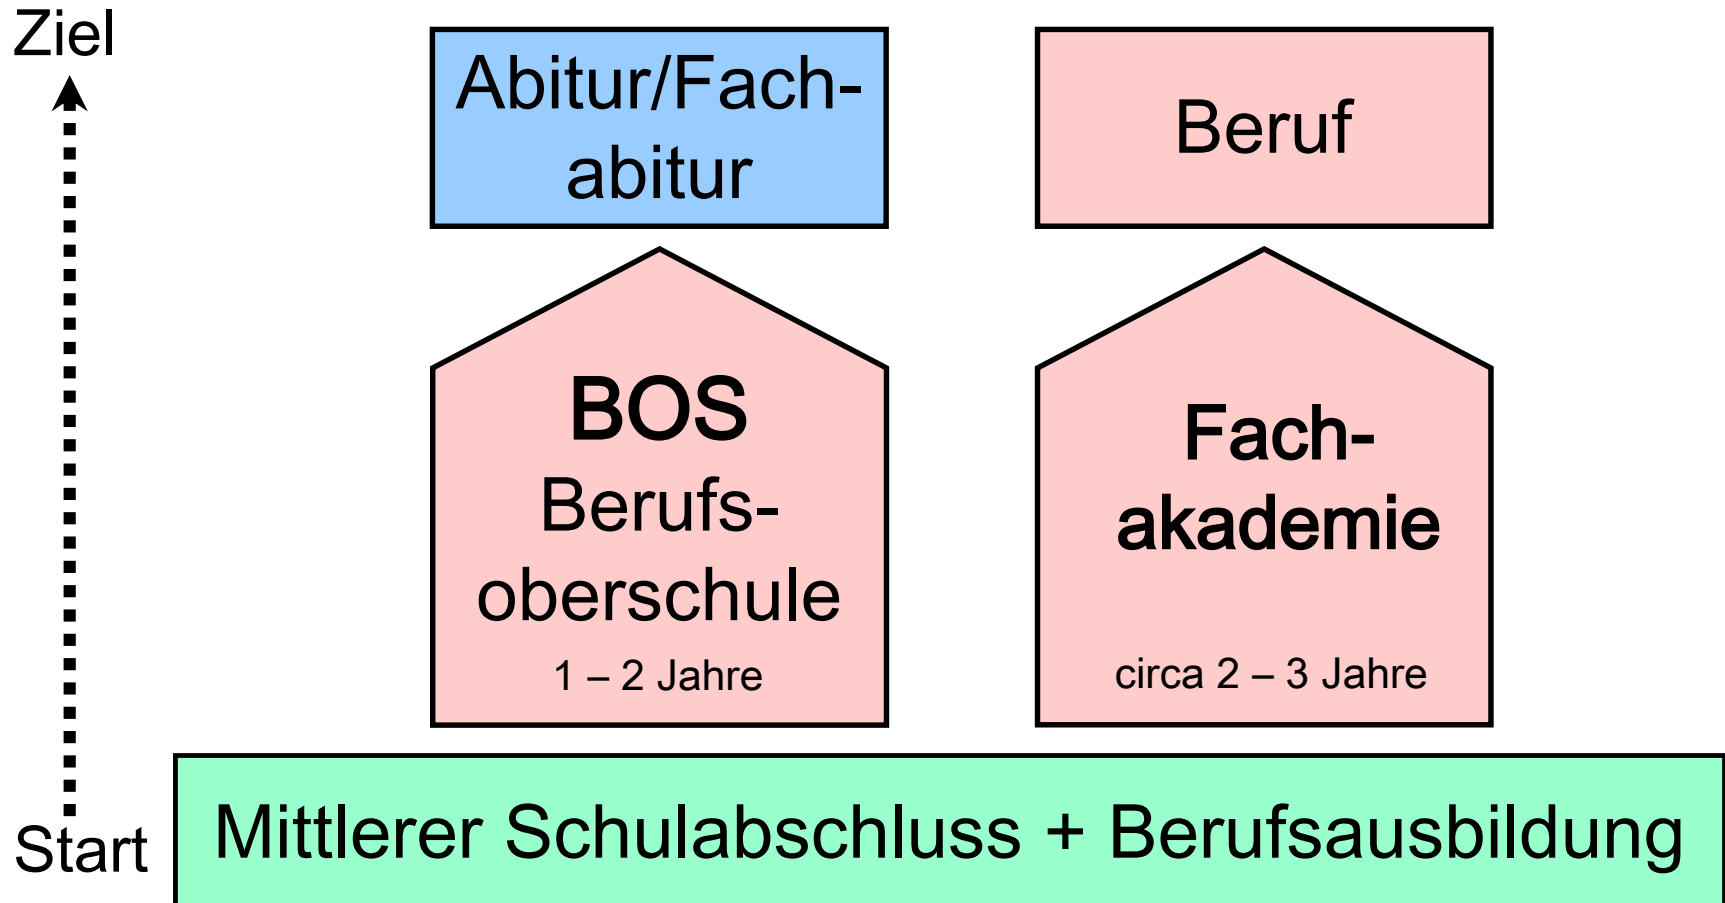 Ziel
Abitur/Fach-
abitur
Beruf
BOS
Berufs-
oberschule
1 – 2 Jahre
Fach-
akademie
circa 2 – 3 Jahre
Start
Mittlerer Schulabschluss + Berufsausbildung